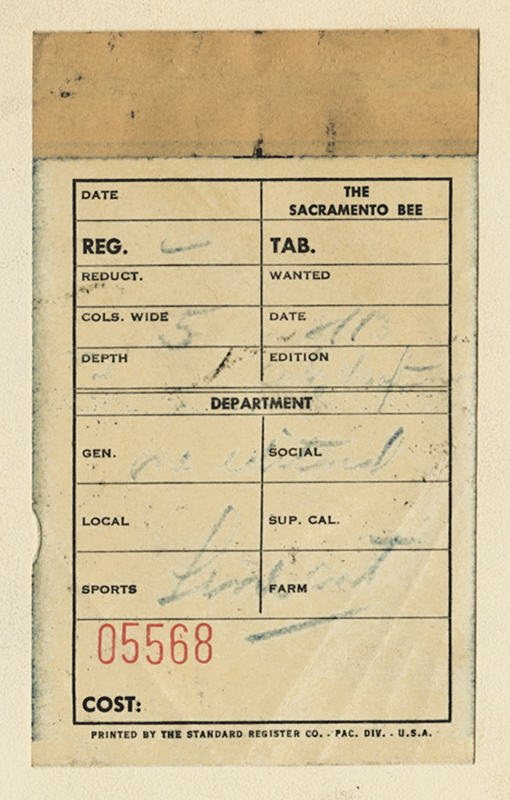 DATE
THE
SACRAMENTO BEE
REG.
TAB.
REDUCT.
WANTED
COLS. WIDE 5
DATE
DEPTH
EDITION
DEPARTMENT
GEN.
SOCIAL
LOCAL
SUP. CAL.
SPORTS
FARM
05568
COST:
PRINTED BY THE STANDARD REGISTER CO. - PAC. DIV. - U.S.A.